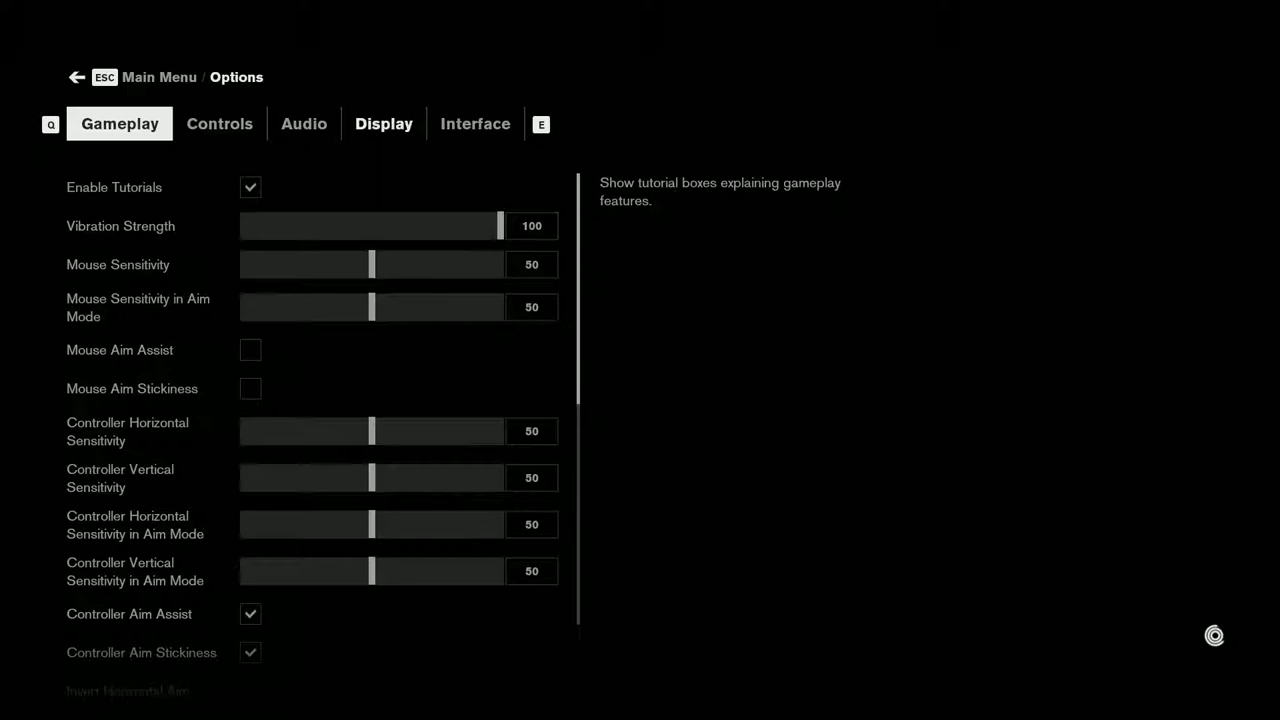 ESC Main Menu / Options
Q Gameplay Controls Audio Display Interface E
Enable Tutorials
Show tutorial boxes explaining gameplay
features.
Vibration Strength 100
Mouse Sensitivity 50
Mouse Sensitivity in Aim
Mode
50
Mouse Aim Assist
Mouse Aim Stickiness
Controller Horizontal
Sensitivity
50
Controller Vertical
Sensitivity
50
Controller Horizontal
Sensitivity in Aim Mode
50
Controller Vertical
Sensitivity in Aim Mode
50
Controller Aim Assist
Controller Aim Stickiness
Invert Horizontal Aim